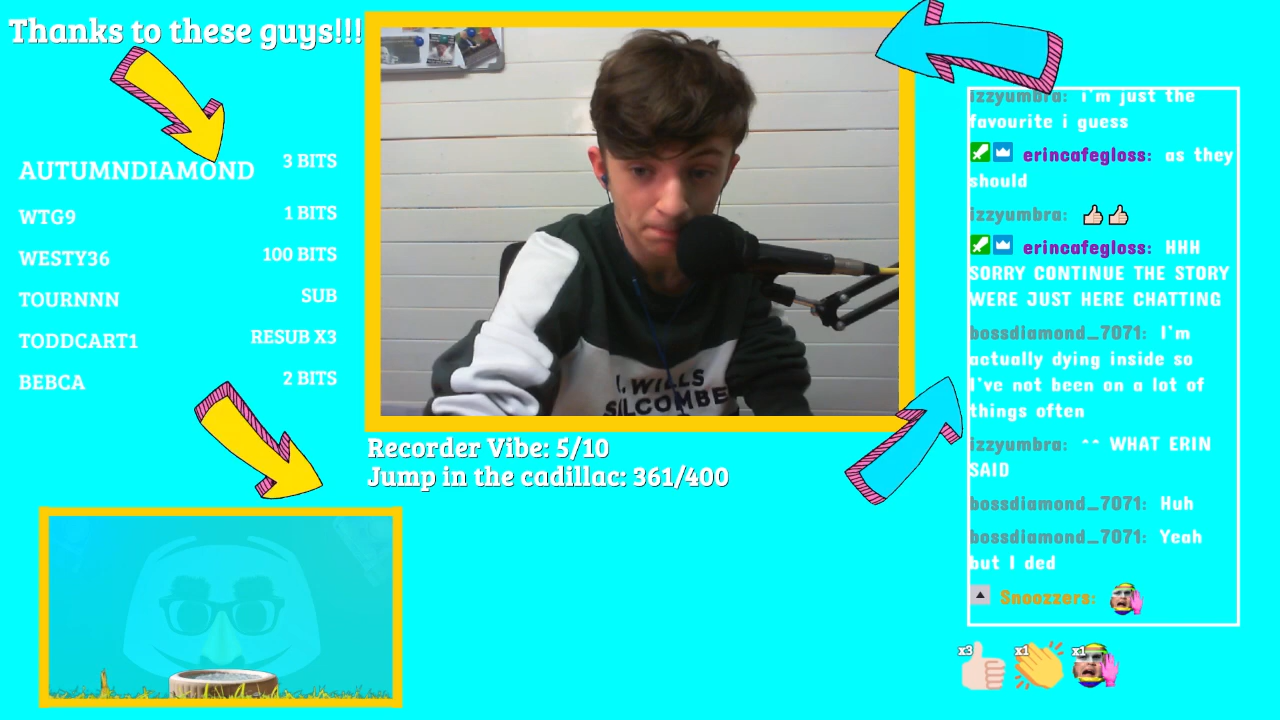 Thanks to these guys!!!
AUTUMNDIAMOND 3 BITS
WTG9 1 BITS
WESTY36 100 BITS
TOURNNN SUB
TODDCART1 RESUB X3
BEBCA 2 BITS
I. WILLS
SALCOMBE
Recorder Vibe: 5/10
Jump in the cadillac: 361/400
izzyumbra: i'm just the
favourite i guess
erincafegloss: as they
should
izzyumbra: 👍🏻👍🏻
erincafegloss: HHH
SORRY CONTINUE THE STORY
WERE JUST HERE CHATTING
bossdiamond_7071: I'm
actually dying inside so
I've not been on a lot of
things often
izzyumbra: ^^ WHAT ERIN
SAID
bossdiamond_7071: Huh
bossdiamond_7071: Yeah
but I ded
Snoozzers:
x3 x1 x1